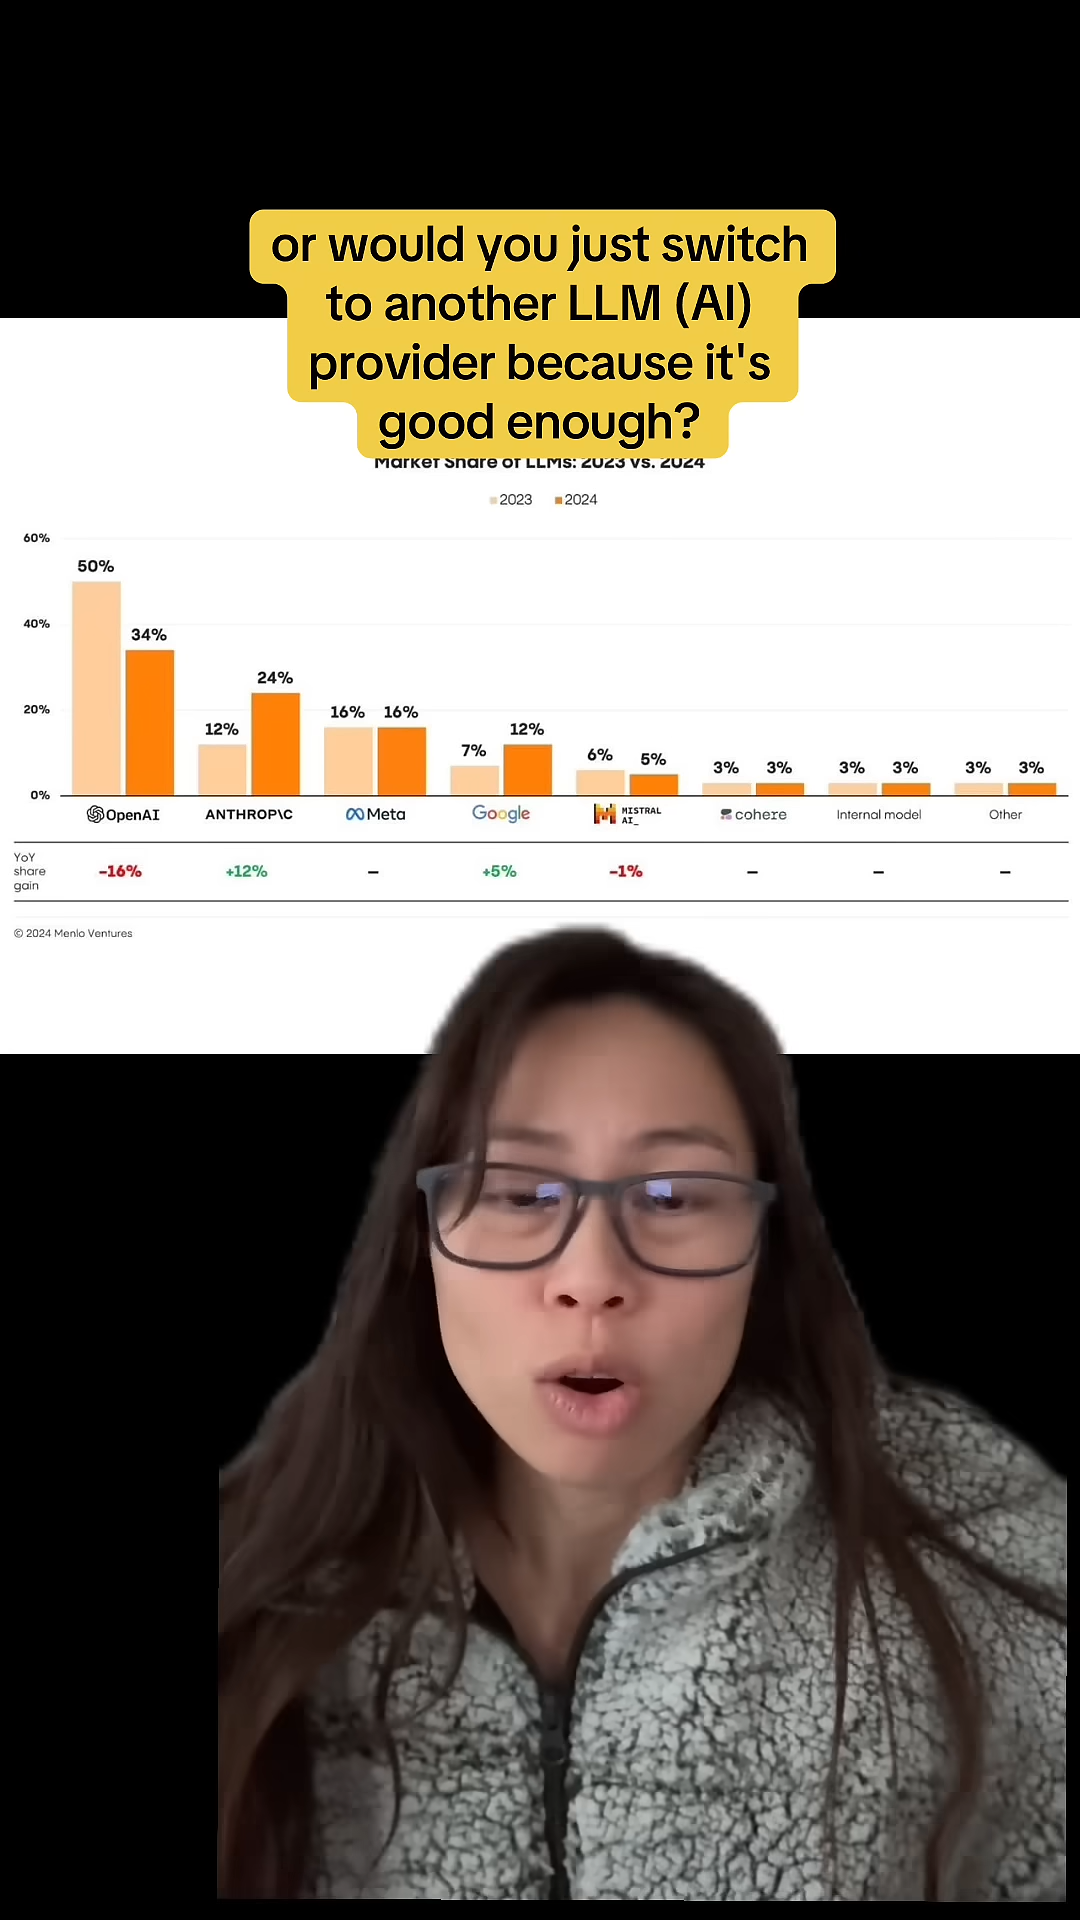 or would you just switch
to another LLM (AI)
provider because it's
good enough?
Market Share of LLMs: 2023 vs. 2024
2023 2024
60%
40%
20%
0%
50% 34% 12% 24% 16% 16% 7% 12% 6% 5% 3% 3% 3% 3% 3% 3%
OpenAI ANTHROP\C Meta Google MISTRAL AI_ cohere Internal model Other
YoY
share
gain
-16% +12% – +5% -1% – – –
© 2024 Menlo Ventures